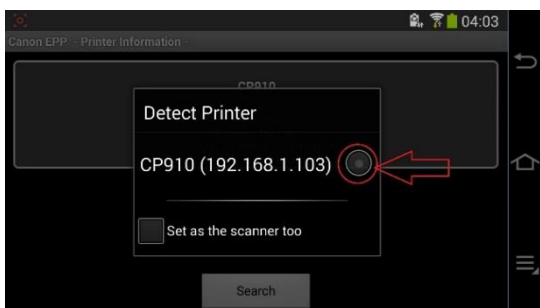 04:03
Canon EPP - Printer Information -
CP910
Detect Printer
CP910 (192.168.1.103)
Set as the scanner too
Search